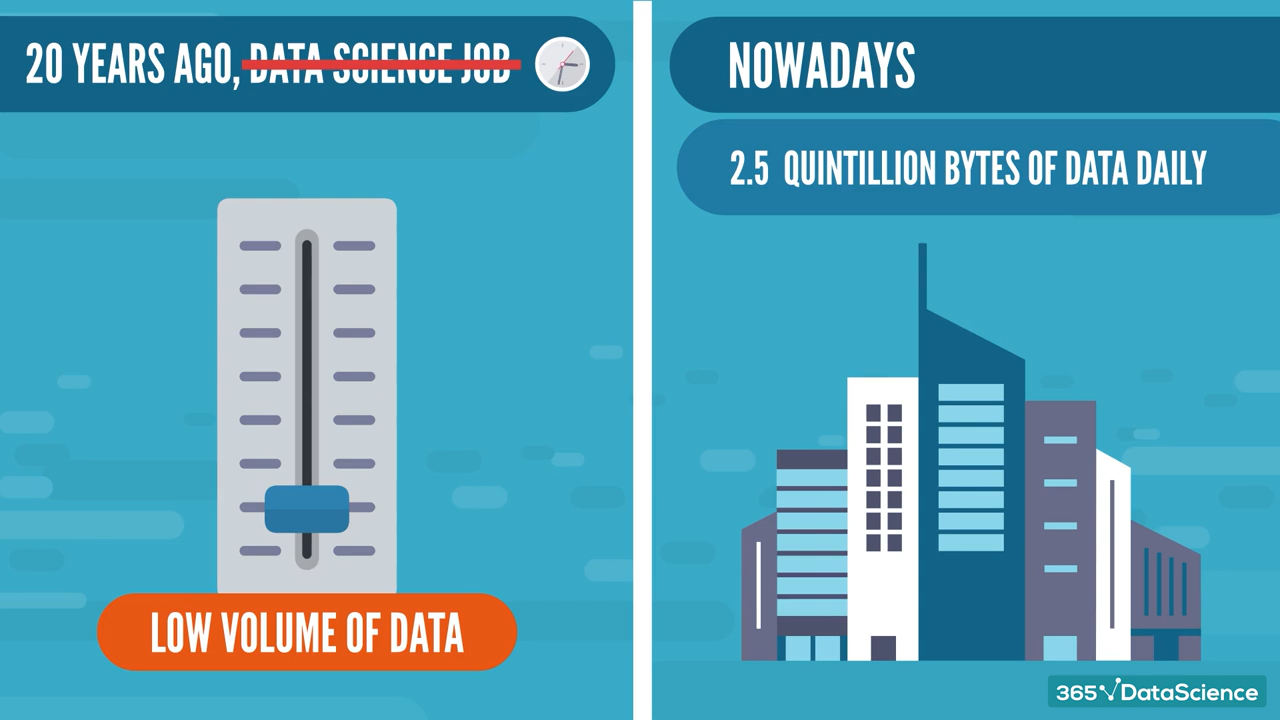 20 YEARS AGO, DATA SCIENCE JOB
LOW VOLUME OF DATA
NOWADAYS
2.5 QUINTILLION BYTES OF DATA DAILY
365 DataScience